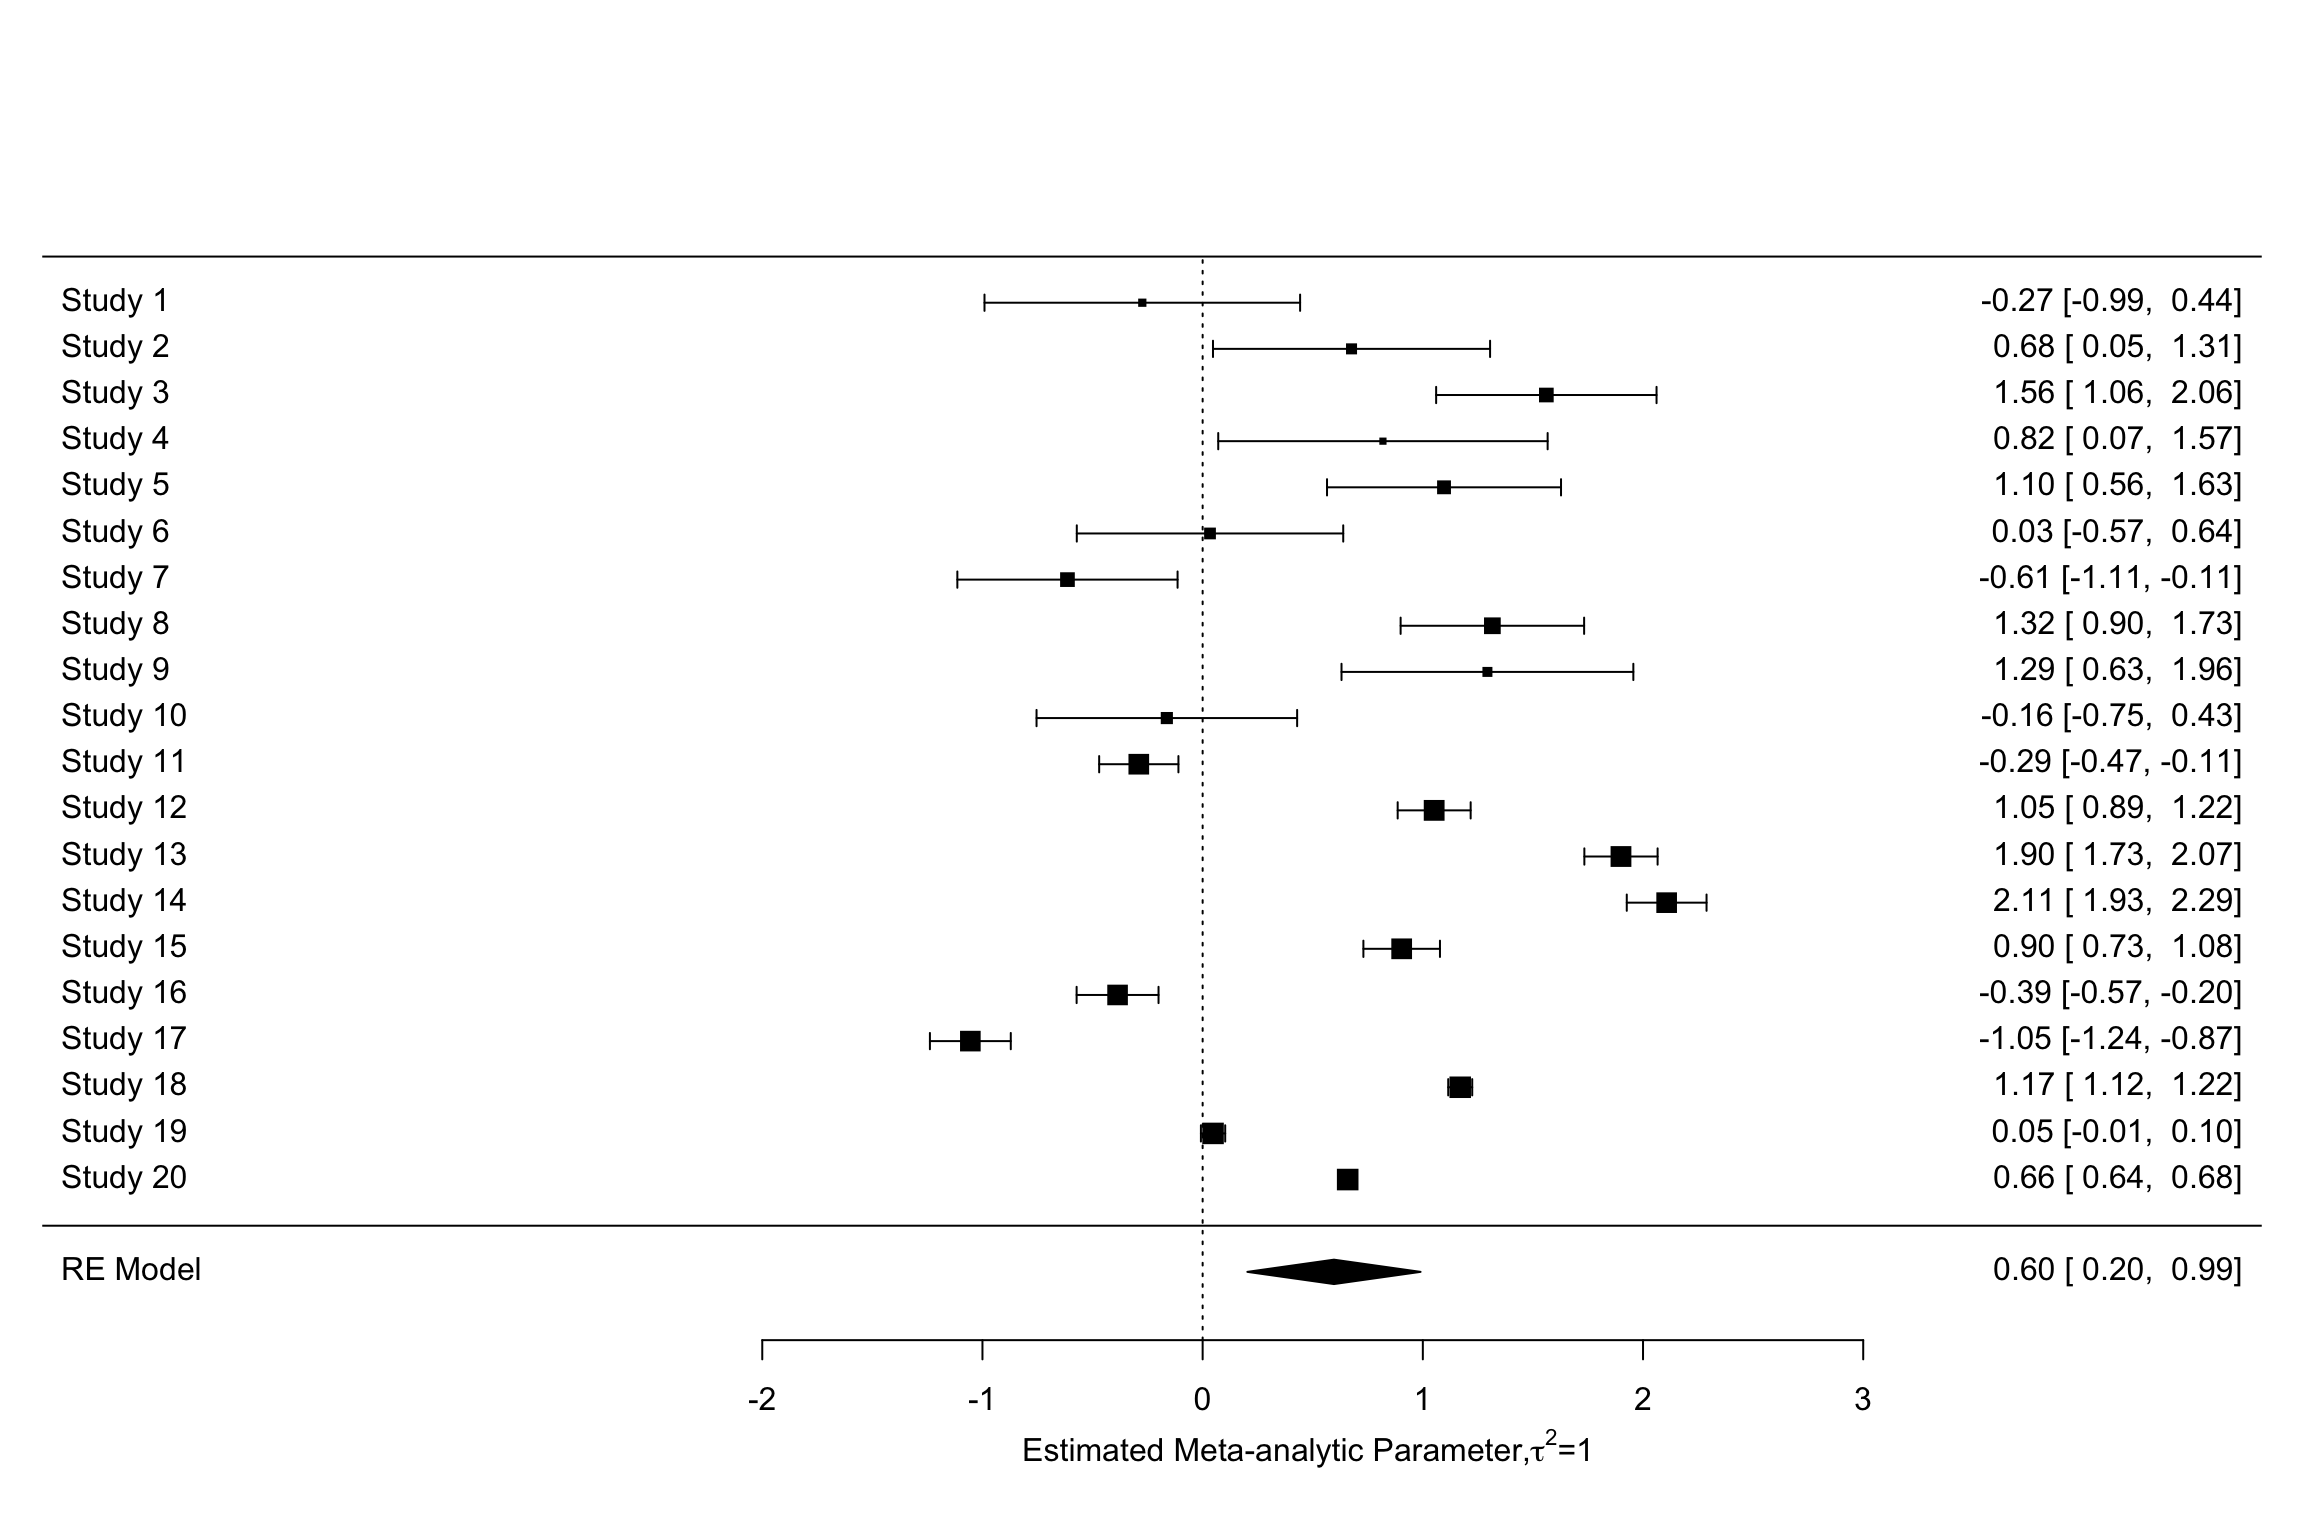 Study 1 -0.27 [-0.99, 0.44]
Study 2 0.68 [ 0.05, 1.31]
Study 3 1.56 [ 1.06, 2.06]
Study 4 0.82 [ 0.07, 1.57]
Study 5 1.10 [ 0.56, 1.63]
Study 6 0.03 [-0.57, 0.64]
Study 7 -0.61 [-1.11, -0.11]
Study 8 1.32 [ 0.90, 1.73]
Study 9 1.29 [ 0.63, 1.96]
Study 10 -0.16 [-0.75, 0.43]
Study 11 -0.29 [-0.47, -0.11]
Study 12 1.05 [ 0.89, 1.22]
Study 13 1.90 [ 1.73, 2.07]
Study 14 2.11 [ 1.93, 2.29]
Study 15 0.90 [ 0.73, 1.08]
Study 16 -0.39 [-0.57, -0.20]
Study 17 -1.05 [-1.24, -0.87]
Study 18 1.17 [ 1.12, 1.22]
Study 19 0.05 [-0.01, 0.10]
Study 20 0.66 [ 0.64, 0.68]
RE Model 0.60 [ 0.20, 0.99]
-2 -1 0 1 2 3
Estimated Meta-analytic Parameter,τ²=1